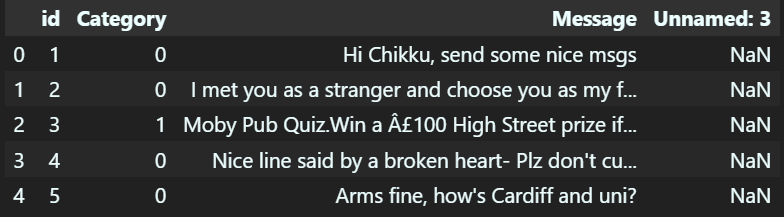 id Category Message Unnamed: 3
0 1 0 Hi Chikku, send some nice msgs NaN
1 2 0 I met you as a stranger and choose you as my f... NaN
2 3 1 Moby Pub Quiz.Win a Â£100 High Street prize if... NaN
3 4 0 Nice line said by a broken heart- Plz don't cu... NaN
4 5 0 Arms fine, how's Cardiff and uni? NaN